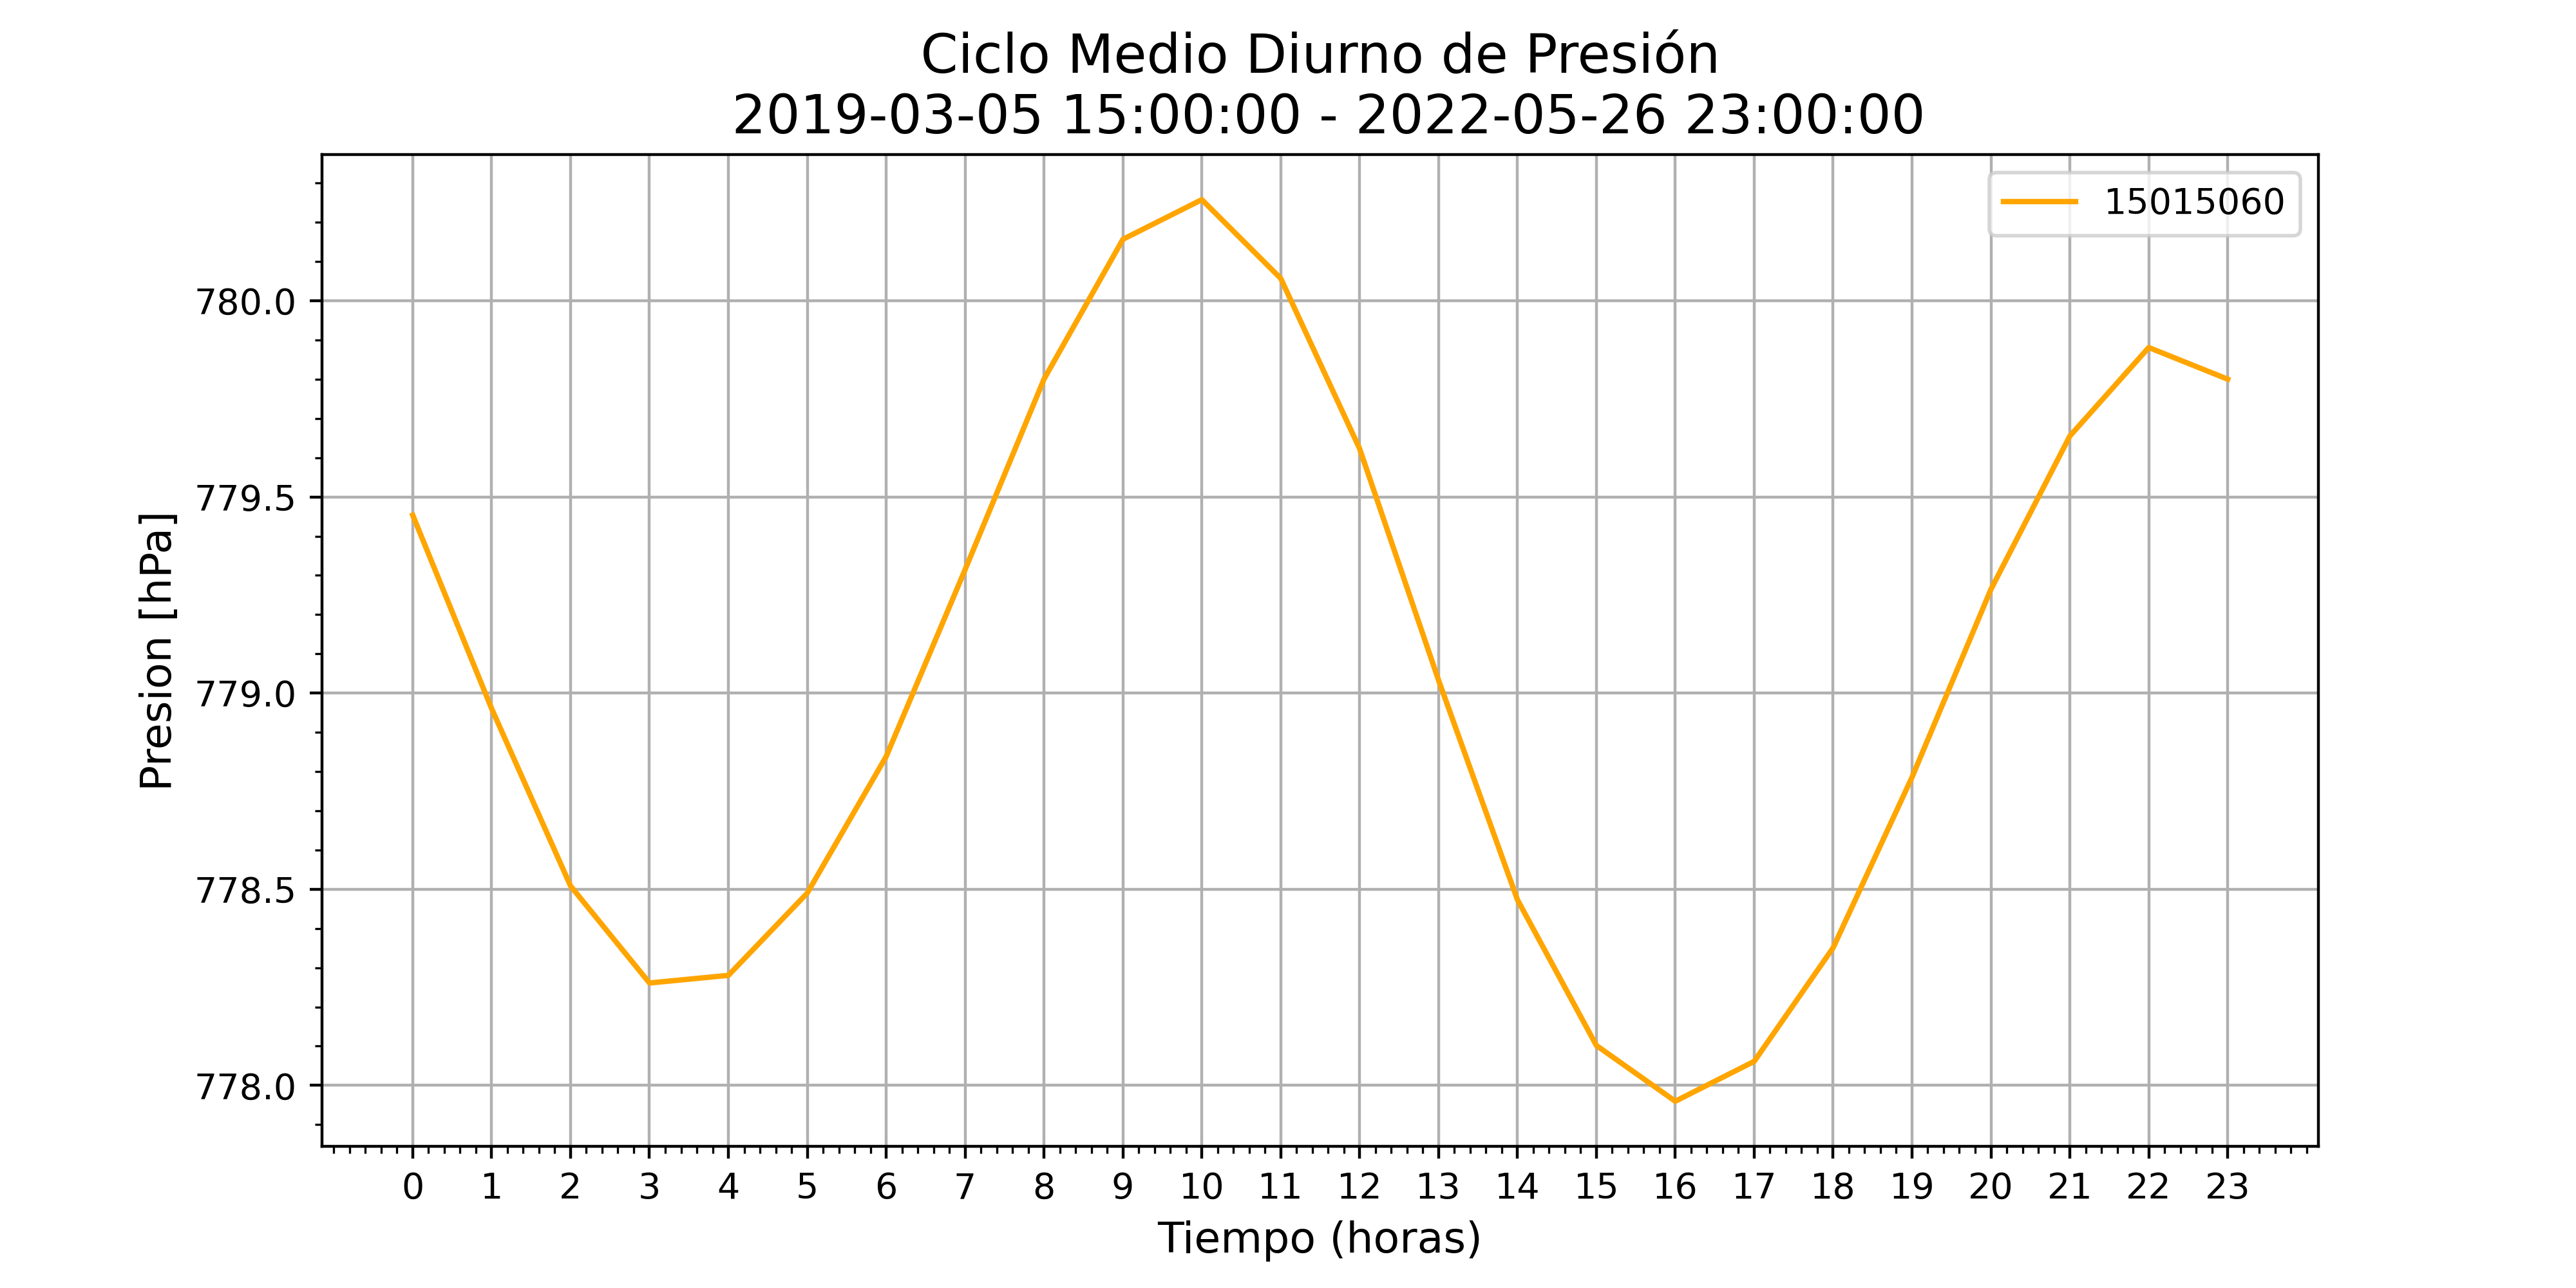 Ciclo Medio Diurno de Presión
2019-03-05 15:00:00 - 2022-05-26 23:00:00
15015060
Presion [hPa]
780.0
779.5
779.0
778.5
778.0
0 1 2 3 4 5 6 7 8 9 10 11 12 13 14 15 16 17 18 19 20 21 22 23
Tiempo (horas)